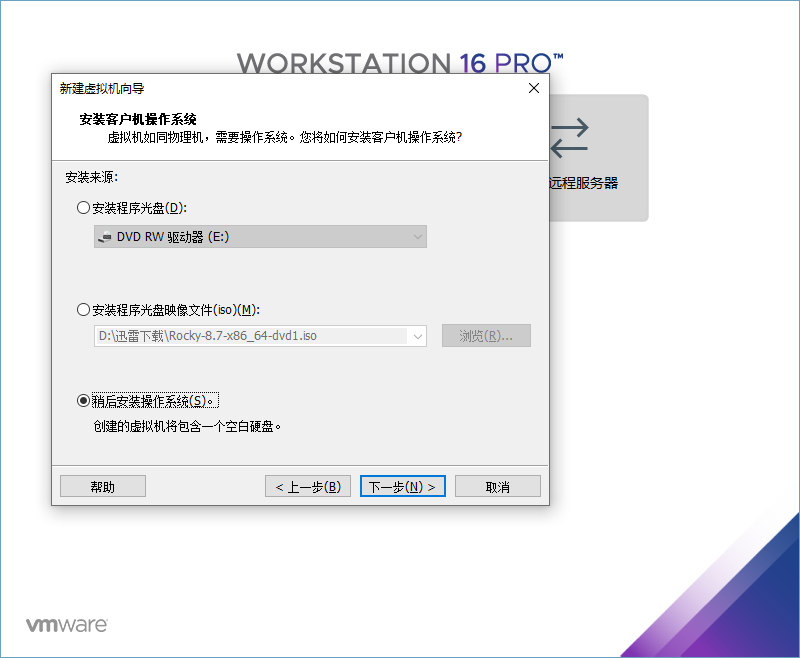 WORKSTATION 16 PRO™
新建虚拟机向导
安装客户机操作系统
虚拟机如同物理机，需要操作系统。您将如何安装客户机操作系统?
远程服务器
安装来源:
安装程序光盘(D):
DVD RW 驱动器 (E:)
安装程序光盘映像文件(iso)(M):
D:\迅雷下载\Rocky-8.7-x86_64-dvd1.iso
浏览(R)...
稍后安装操作系统(S)。
创建的虚拟机将包含一个空白硬盘。
帮助
< 上一步(B)
下一步(N) >
取消
vmware